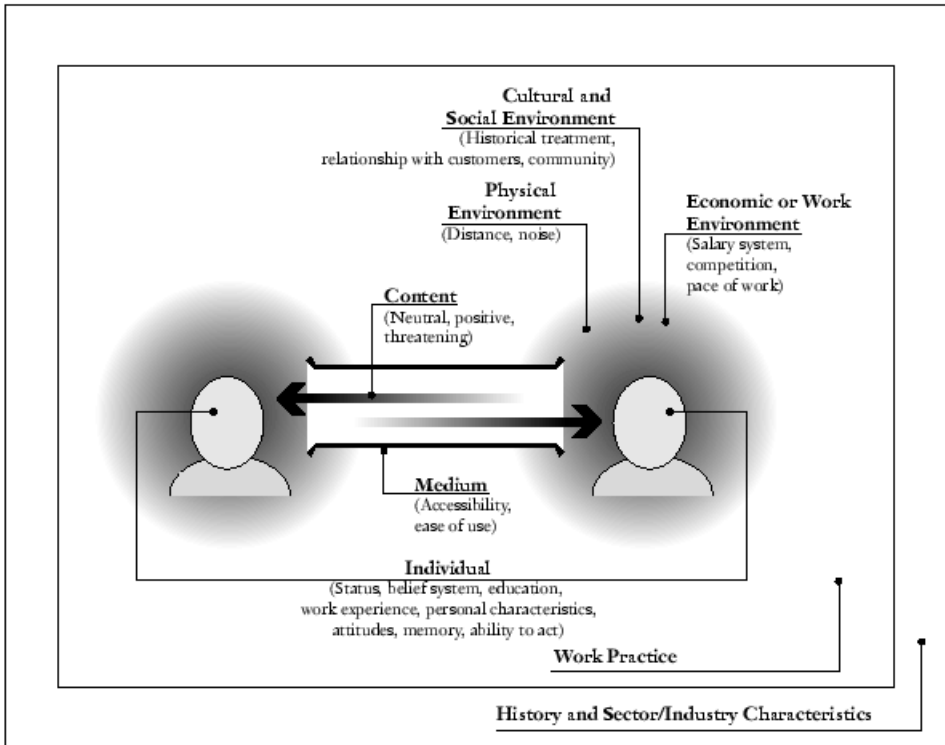 Cultural and
Social Environment
(Historical treatment,
relationship with customers, community)
Physical
Environment
(Distance, noise)
Economic or Work
Environment
(Salary system,
competition,
pace of work)
Content
(Neutral, positive,
threatening)
Medium
(Accessibility,
ease of use)
Individual
(Status, belief system, education,
work experience, personal characteristics,
attitudes, memory, ability to act)
Work Practice
History and Sector/Industry Characteristics